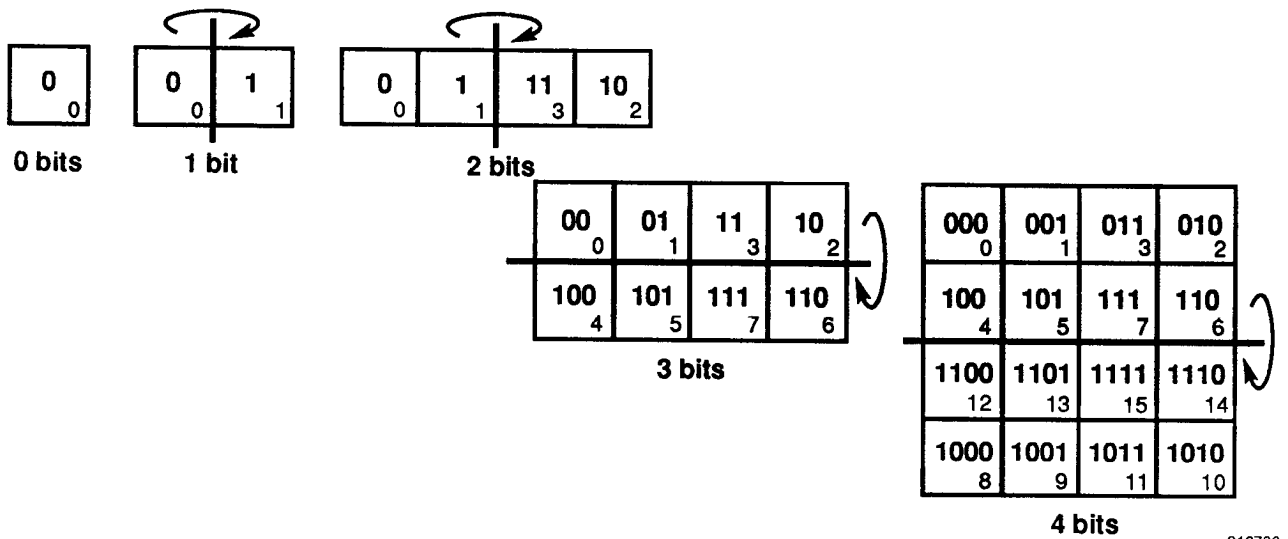 0 0 1 0 1 11 10
0 0 1 0 1 3 2
0 bits 1 bit 2 bits
00 01 11 10
0 1 3 2
100 101 111 110
4 5 7 6
3 bits
000 001 011 010
0 1 3 2
100 101 111 110
4 5 7 6
1100 1101 1111 1110
12 13 15 14
1000 1001 1011 1010
8 9 11 10
4 bits